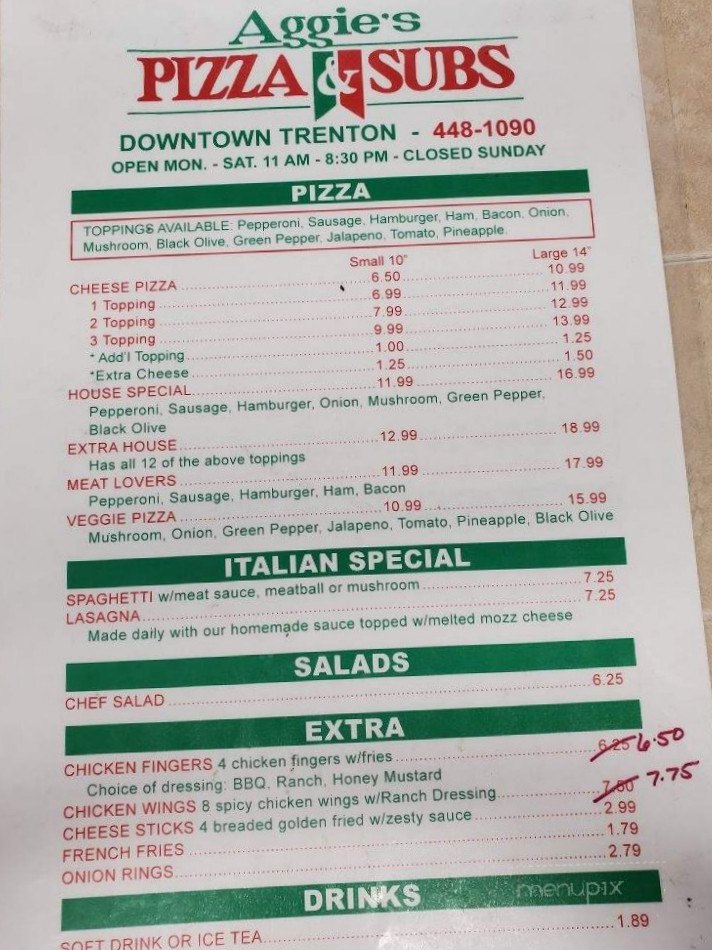 Aggie's
PIZZA & SUBS
DOWNTOWN TRENTON - 448-1090
OPEN MON. - SAT. 11 AM - 8:30 PM - CLOSED SUNDAY
PIZZA
TOPPINGS AVAILABLE: Pepperoni, Sausage, Hamburger, Ham, Bacon, Onion,
Mushroom, Black Olive, Green Pepper, Jalapeno, Tomato, Pineapple.
Small 10" Large 14"
CHEESE PIZZA 6.50 10.99
1 Topping 6.99 11.99
2 Topping 7.99 12.99
3 Topping 9.99 13.99
* Add'l Topping 1.00 1.25
*Extra Cheese 1.25 1.50
HOUSE SPECIAL 11.99 16.99
Pepperoni, Sausage, Hamburger, Onion, Mushroom, Green Pepper,
Black Olive
EXTRA HOUSE 12.99 18.99
Has all 12 of the above toppings
MEAT LOVERS 11.99 17.99
Pepperoni, Sausage, Hamburger, Ham, Bacon
VEGGIE PIZZA 10.99 15.99
Mushroom, Onion, Green Pepper, Jalapeno, Tomato, Pineapple, Black Olive
ITALIAN SPECIAL
SPAGHETTI w/meat sauce, meatball or mushroom 7.25
LASAGNA 7.25
Made daily with our homemade sauce topped w/melted mozz cheese
SALADS
CHEF SALAD 6.25
EXTRA
CHICKEN FINGERS 4 chicken fingers w/fries 6.25 6.50
Choice of dressing: BBQ, Ranch, Honey Mustard
CHICKEN WINGS 8 spicy chicken wings w/Ranch Dressing 7.50 7.75
CHEESE STICKS 4 breaded golden fried w/zesty sauce 2.99
FRENCH FRIES 1.79
ONION RINGS 2.79
DRINKS
menupix
SOFT DRINK OR ICE TEA 1.89